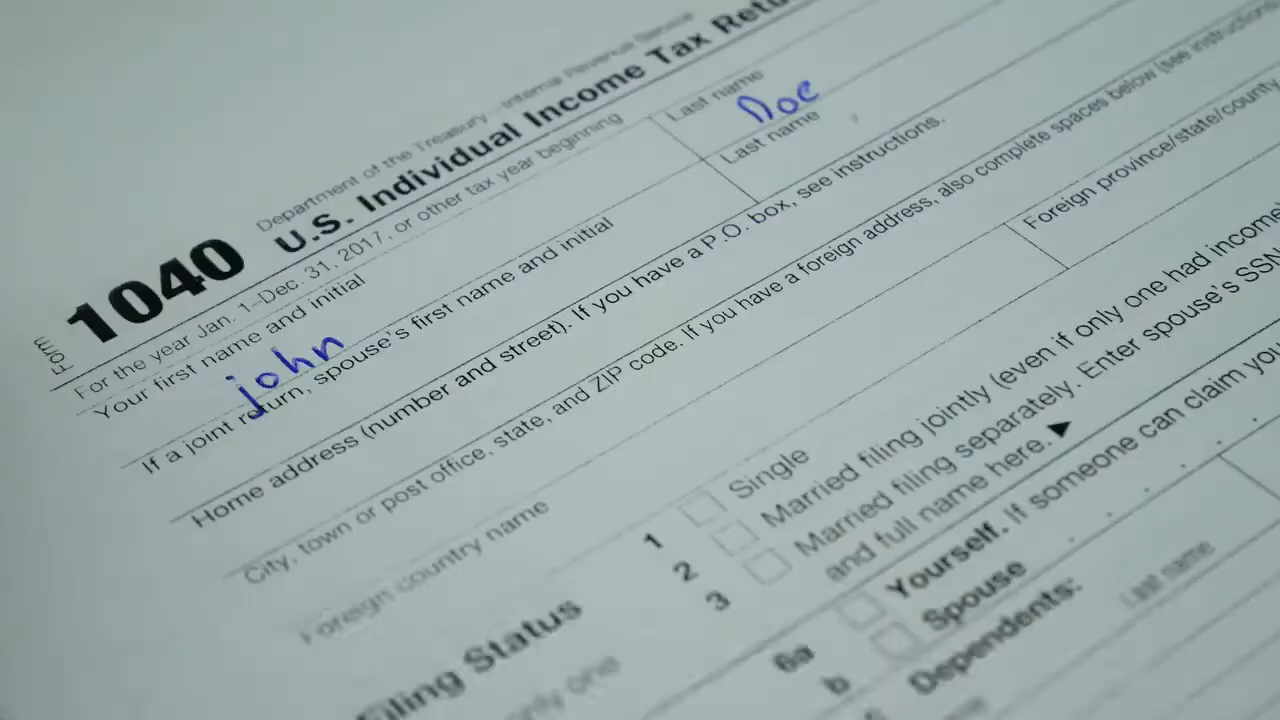 Department of the Treasury Internal Revenue Service
Form 1040 U.S. Individual Income Tax
For the year Jan. 1–Dec. 31, 2017, or other tax year beginning
Your first name and initial Last name
john Doe
If a joint return, spouse's first name and initial Last name
Home address (number and street). If you have a P.O. box, see instructions.
City, town or post office, state, and ZIP code. If you have a foreign address, also complete spaces below (see instructions
Foreign country name Foreign province/state/county
Filing Status
only one
1 Single
2 Married filing jointly (even if only one had income
3 Married filing separately. Enter spouse's SSN
and full name here. ►
6a Yourself. If someone can claim you
b Spouse
Dependents:
Last name